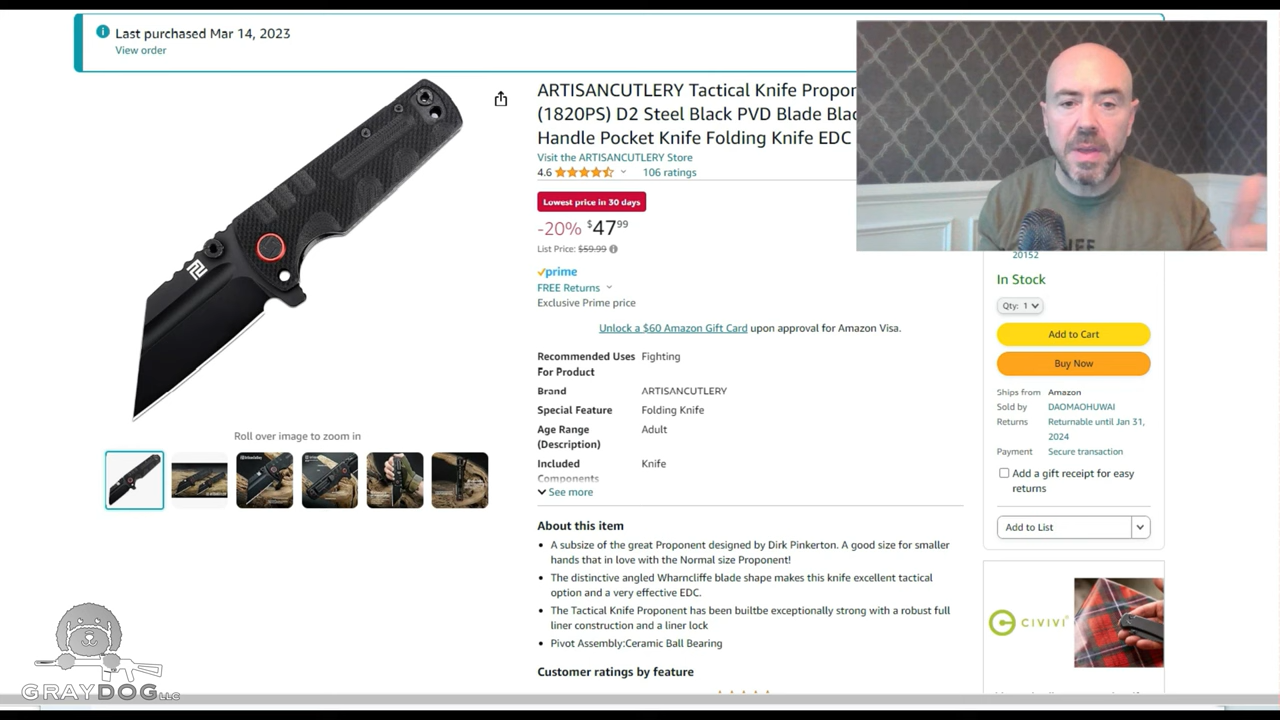 Last purchased Mar 14, 2023
View order
ARTISANCUTLERY Tactical Knife Propon
(1820PS) D2 Steel Black PVD Blade Bla
Handle Pocket Knife Folding Knife EDC
Visit the ARTISANCUTLERY Store
4.6 106 ratings
Lowest price in 30 days
-20% $47 99
List Price: $59.99
prime
FREE Returns
Exclusive Prime price
Unlock a $60 Amazon Gift Card upon approval for Amazon Visa.
Recommended Uses For Product Fighting
Brand ARTISANCUTLERY
Special Feature Folding Knife
Age Range (Description) Adult
Included Components Knife
See more
Roll over image to zoom in
About this item
A subsize of the great Proponent designed by Dirk Pinkerton. A good size for smaller
hands that in love with the Normal size Proponent!
The distinctive angled Wharncliffe blade shape makes this knife excellent tactical
option and a very effective EDC.
The Tactical Knife Proponent has been builtbe exceptionally strong with a robust full
liner construction and a liner lock
Pivot Assembly:Ceramic Ball Bearing
Customer ratings by feature
20152
In Stock
Qty: 1
Add to Cart
Buy Now
Ships from Amazon
Sold by DAOMAOHUWAI
Returns Returnable until Jan 31, 2024
Payment Secure transaction
Add a gift receipt for easy
returns
Add to List
CIVIVI
GRAYDOG LLC